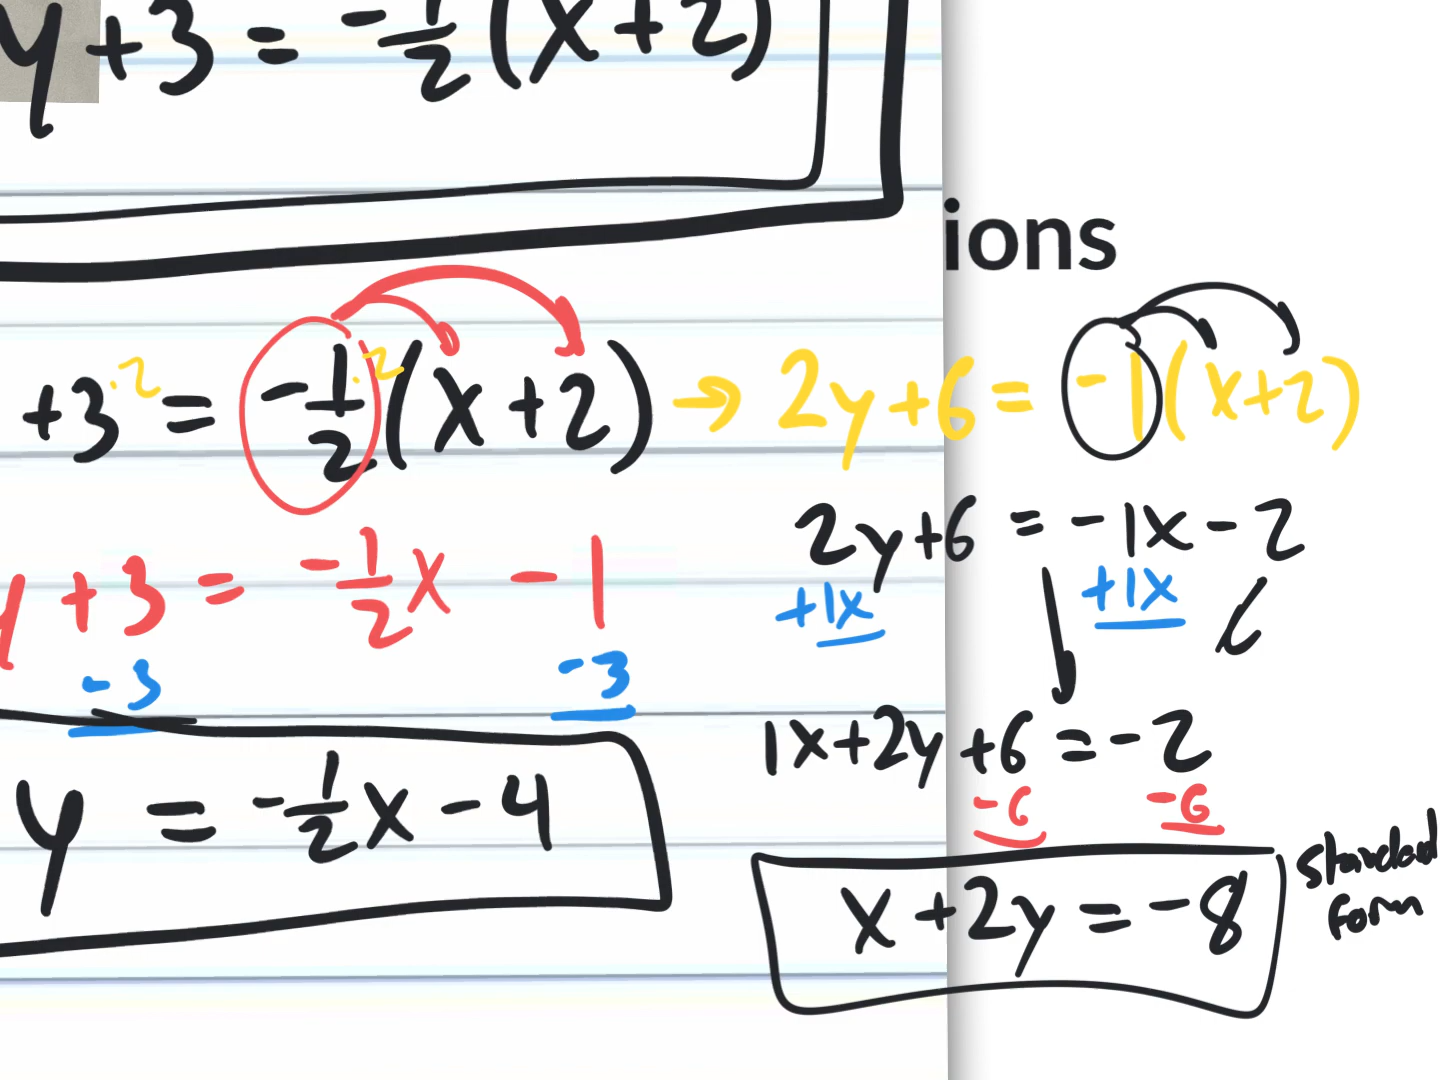 y+3 = -1/2(x+2)
ions
+3·2 = -1/2·2(x+2) → 2y+6 = -1(x+2)
2y+6 = -1x-2
+1x +1x
y+3 = -1/2x - 1
-3 -3
1x+2y+6 = -2
-6 -6
y = -1/2x - 4
x+2y = -8
standard
form